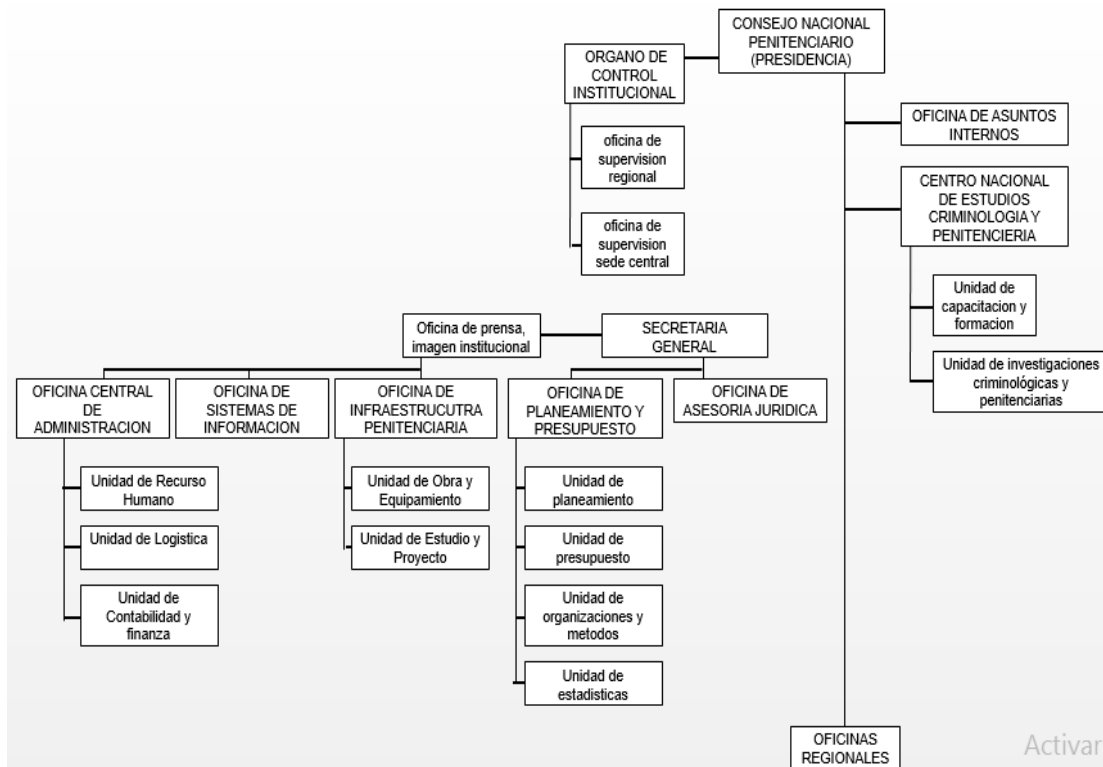 CONSEJO NACIONAL
PENITENCIARIO
(PRESIDENCIA)
ORGANO DE
CONTROL
INSTITUCIONAL
oficina de
supervision
regional
oficina de
supervision
sede central
OFICINA DE ASUNTOS
INTERNOS
CENTRO NACIONAL
DE ESTUDIOS
CRIMINOLOGIA Y
PENITENCIERIA
Unidad de
capacitacion y
formacion
Unidad de investigaciones
criminológicas y
penitenciarias
Oficina de prensa,
imagen institucional
SECRETARIA
GENERAL
OFICINA CENTRAL
DE
ADMINISTRACION
OFICINA DE
SISTEMAS DE
INFORMACION
OFICINA DE
INFRAESTRUCUTRA
PENITENCIARIA
OFICINA DE
PLANEAMIENTO Y
PRESUPUESTO
OFICINA DE
ASESORIA JURIDICA
Unidad de Recurso
Humano
Unidad de Logistica
Unidad de
Contabilidad y
finanza
Unidad de Obra y
Equipamiento
Unidad de Estudio y
Proyecto
Unidad de
planeamiento
Unidad de
presupuesto
Unidad de
organizaciones y
metodos
Unidad de
estadisticas
OFICINAS
REGIONALES
Activar